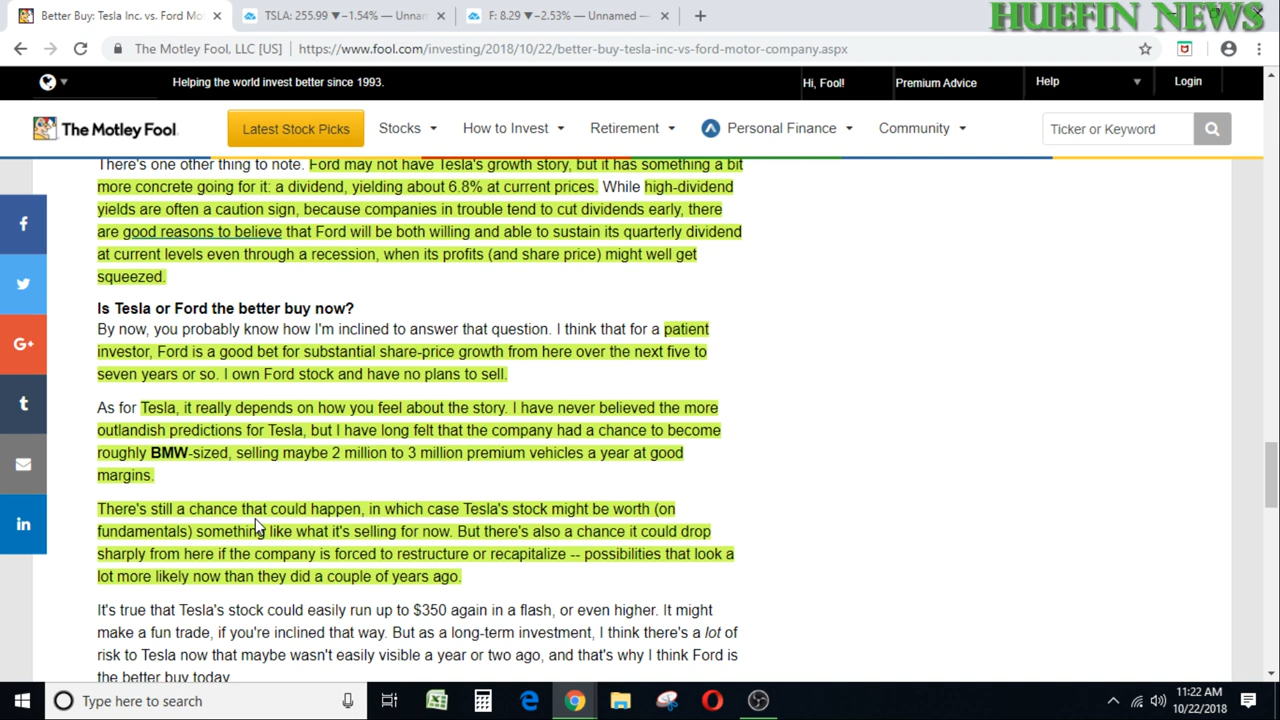 Better Buy: Tesla Inc. vs. Ford Mo
TSLA: 255.99 ▼−1.54% — Unnam
F: 8.29 ▼−2.53% — Unnamed —
HUEFIN NEWS
The Motley Fool, LLC [US] | https://www.fool.com/investing/2018/10/22/better-buy-tesla-inc-vs-ford-motor-company.aspx
Helping the world invest better since 1993.
Hi, Fool!
Premium Advice
Help
Login
The Motley Fool
Latest Stock Picks
Stocks
How to Invest
Retirement
Personal Finance
Community
Ticker or Keyword
There's one other thing to note. Ford may not have Tesla's growth story, but it has something a bit
more concrete going for it: a dividend, yielding about 6.8% at current prices. While high-dividend
yields are often a caution sign, because companies in trouble tend to cut dividends early, there
are good reasons to believe that Ford will be both willing and able to sustain its quarterly dividend
at current levels even through a recession, when its profits (and share price) might well get
squeezed.
Is Tesla or Ford the better buy now?
By now, you probably know how I'm inclined to answer that question. I think that for a patient
investor, Ford is a good bet for substantial share-price growth from here over the next five to
seven years or so. I own Ford stock and have no plans to sell.
As for Tesla, it really depends on how you feel about the story. I have never believed the more
outlandish predictions for Tesla, but I have long felt that the company had a chance to become
roughly BMW-sized, selling maybe 2 million to 3 million premium vehicles a year at good
margins.
There's still a chance that could happen, in which case Tesla's stock might be worth (on
fundamentals) something like what it's selling for now. But there's also a chance it could drop
sharply from here if the company is forced to restructure or recapitalize -- possibilities that look a
lot more likely now than they did a couple of years ago.
It's true that Tesla's stock could easily run up to $350 again in a flash, or even higher. It might
make a fun trade, if you're inclined that way. But as a long-term investment, I think there's a lot of
risk to Tesla now that maybe wasn't easily visible a year or two ago, and that's why I think Ford is
the better buy today
Type here to search
11:22 AM
10/22/2018